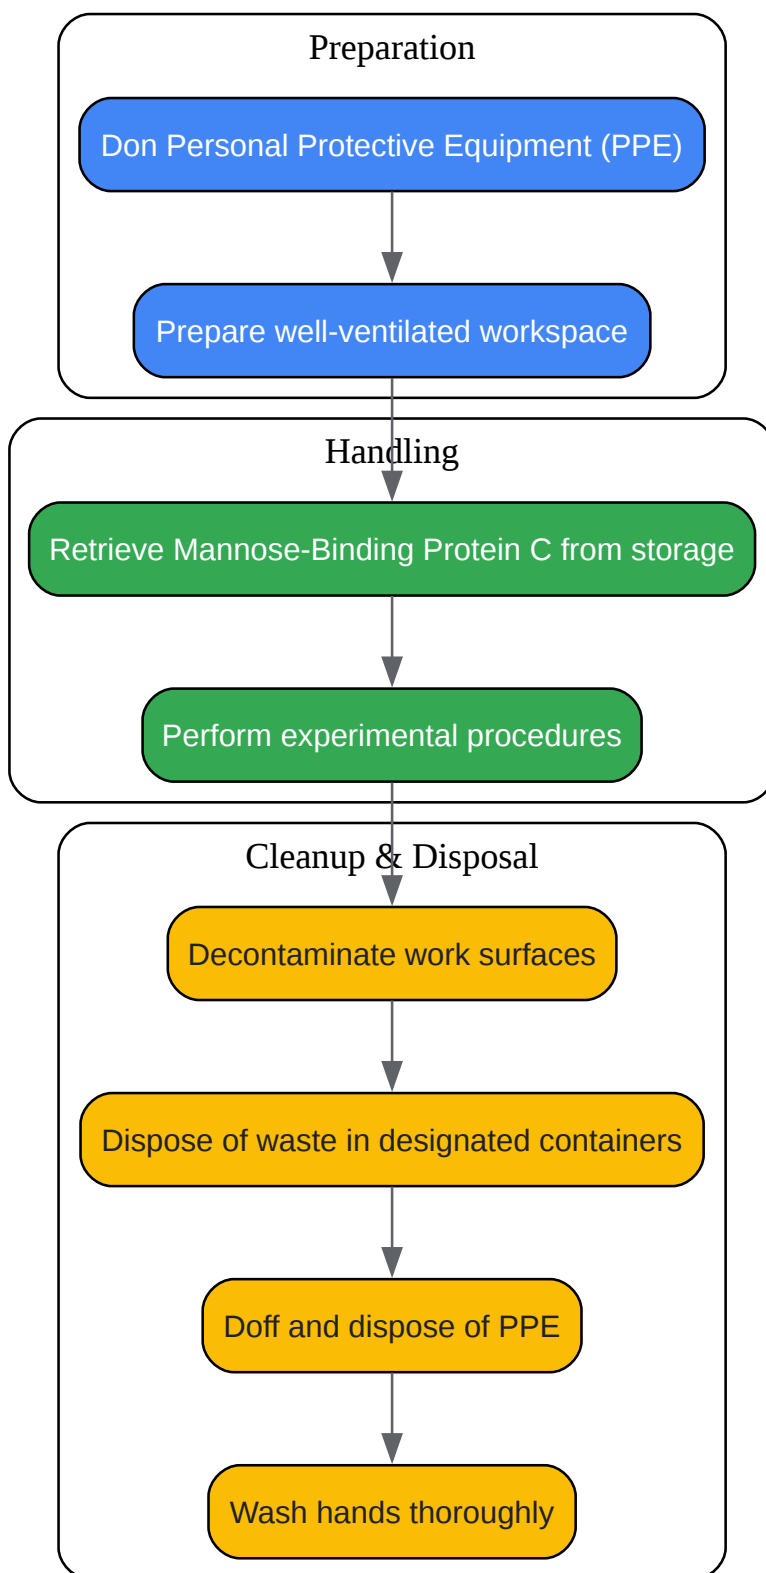 Preparation
Don Personal Protective Equipment (PPE)
Prepare well-ventilated workspace
Handling
Retrieve Mannose-Binding Protein C from storage
Perform experimental procedures
Cleanup & Disposal
Decontaminate work surfaces
Dispose of waste in designated containers
Doff and dispose of PPE
Wash hands thoroughly